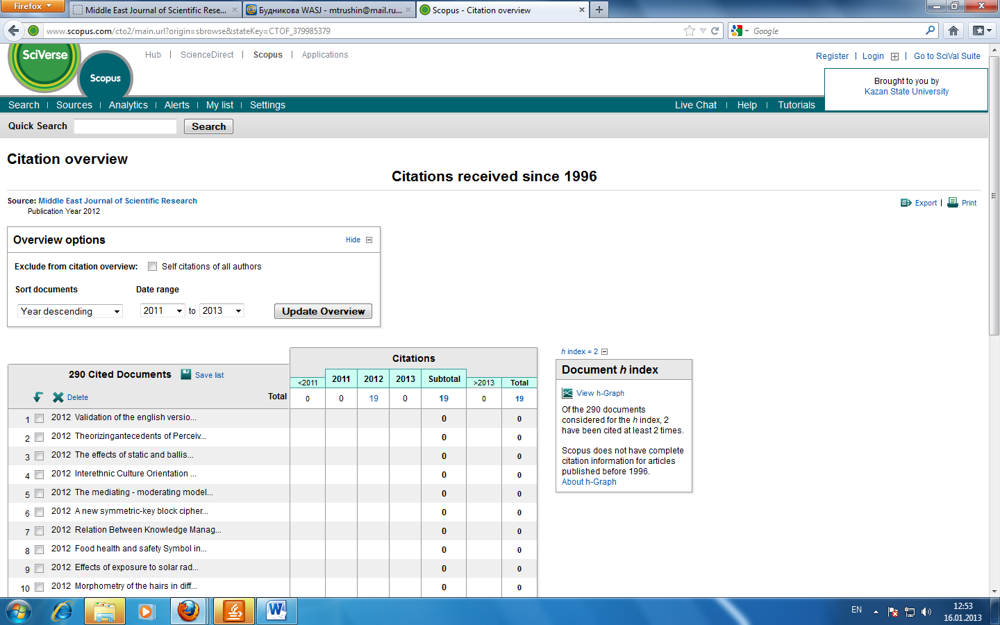 Firefox
Middle East Journal of Scientific Rese...
Будникова WASJ - mtrushin@mail.ru...
Scopus - Citation overview
www.scopus.com/cto2/main.url?origin=sbrowse&stateKey=CTOF_379985379
Google
SciVerse
Scopus
Hub | ScienceDirect | Scopus | Applications
Register | Login | Go to SciVal Suite
Brought to you by
Kazan State University
Search | Sources | Analytics | Alerts | My list | Settings
Live Chat | Help | Tutorials
Quick Search Search
Citation overview
Citations received since 1996
Source: Middle East Journal of Scientific Research
Publication Year 2012
Export | Print
Overview options Hide
Exclude from citation overview: Self citations of all authors
Sort documents Date range
Year descending 2011 to 2013 Update Overview
290 Cited Documents Save list
Delete Total
Citations
<2011 2011 2012 2013 Subtotal >2013 Total
0 0 19 0 19 0 19
1 2012 Validation of the english versio... 0 0
2 2012 Theorizingantecedents of Perceiv... 0 0
3 2012 The effects of static and ballis... 0 0
4 2012 Interethnic Culture Orientation ... 0 0
5 2012 The mediating - moderating model... 0 0
6 2012 A new symmetric-key block cipher... 0 0
7 2012 Relation Between Knowledge Manag... 0 0
8 2012 Food health and safety Symbol in... 0 0
9 2012 Effects of exposure to solar rad... 0 0
10 2012 Morphometry of the hairs in diff... 0 0
h index = 2
Document h index
View h-Graph
Of the 290 documents
considered for the h index, 2
have been cited at least 2 times.
Scopus does not have complete
citation information for articles
published before 1996.
About h-Graph
EN
12:53
16.01.2013